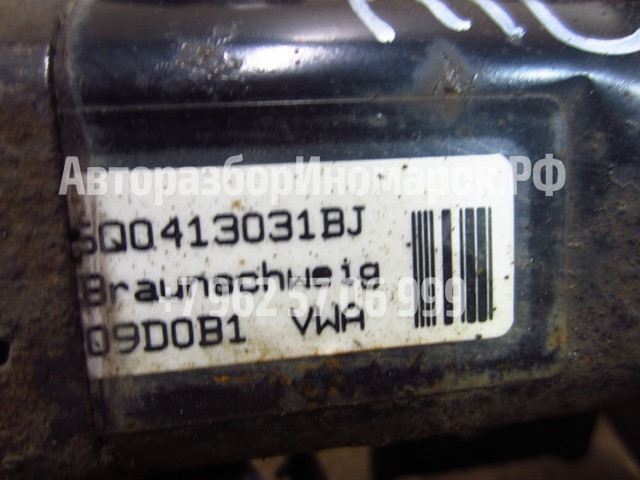 АвторазборИномарок.РФ
5Q0413031BJ
Braunschweig
+7962 5706 999
09D0B1 VWA